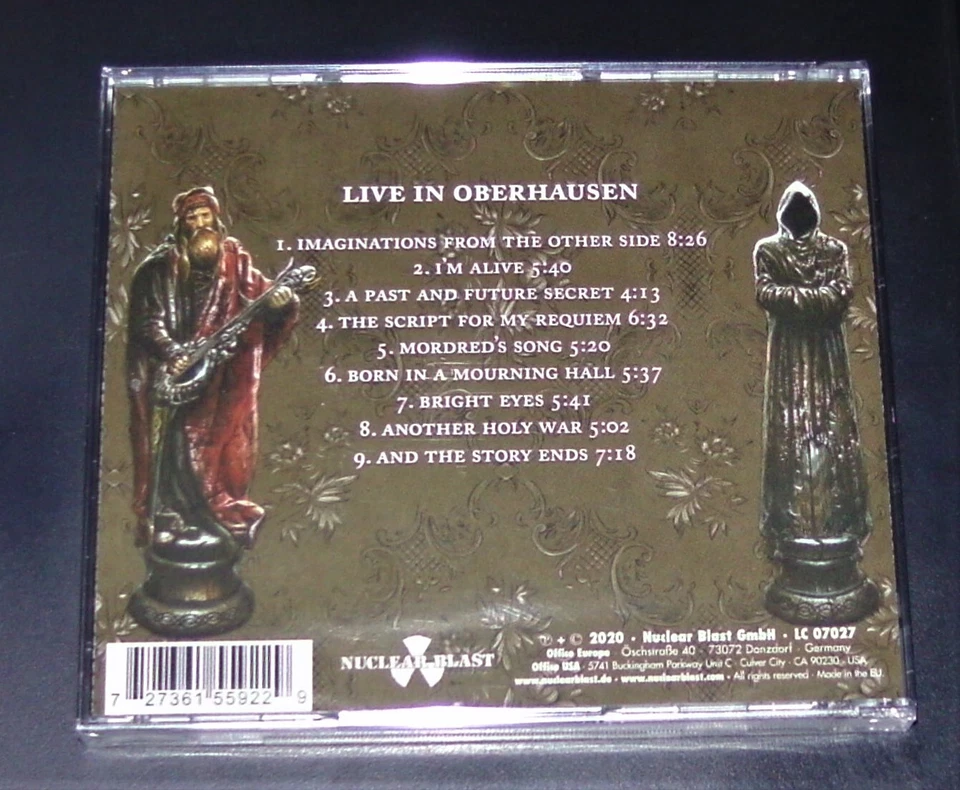 LIVE IN OBERHAUSEN
1. IMAGINATIONS FROM THE OTHER SIDE 8:26
2. I'M ALIVE 5:40
3. A PAST AND FUTURE SECRET 4:13
4. THE SCRIPT FOR MY REQUIEM 6:32
5. MORDRED'S SONG 5:20
6. BORN IN A MOURNING HALL 5:37
7. BRIGHT EYES 5:41
8. ANOTHER HOLY WAR 5:02
9. AND THE STORY ENDS 7:18
7 27361 55922 9
NUCLEAR BLAST
℗ + © 2020 · Nuclear Blast GmbH · LC 07027
Office Europe · Öschstraße 40 · 73072 Donzdorf · Germany
Office USA · 5741 Buckingham Parkway Unit C · Culver City · CA 90230 · USA
www.nuclearblast.de · www.nuclearblast.com · All rights reserved · Made in the EU.